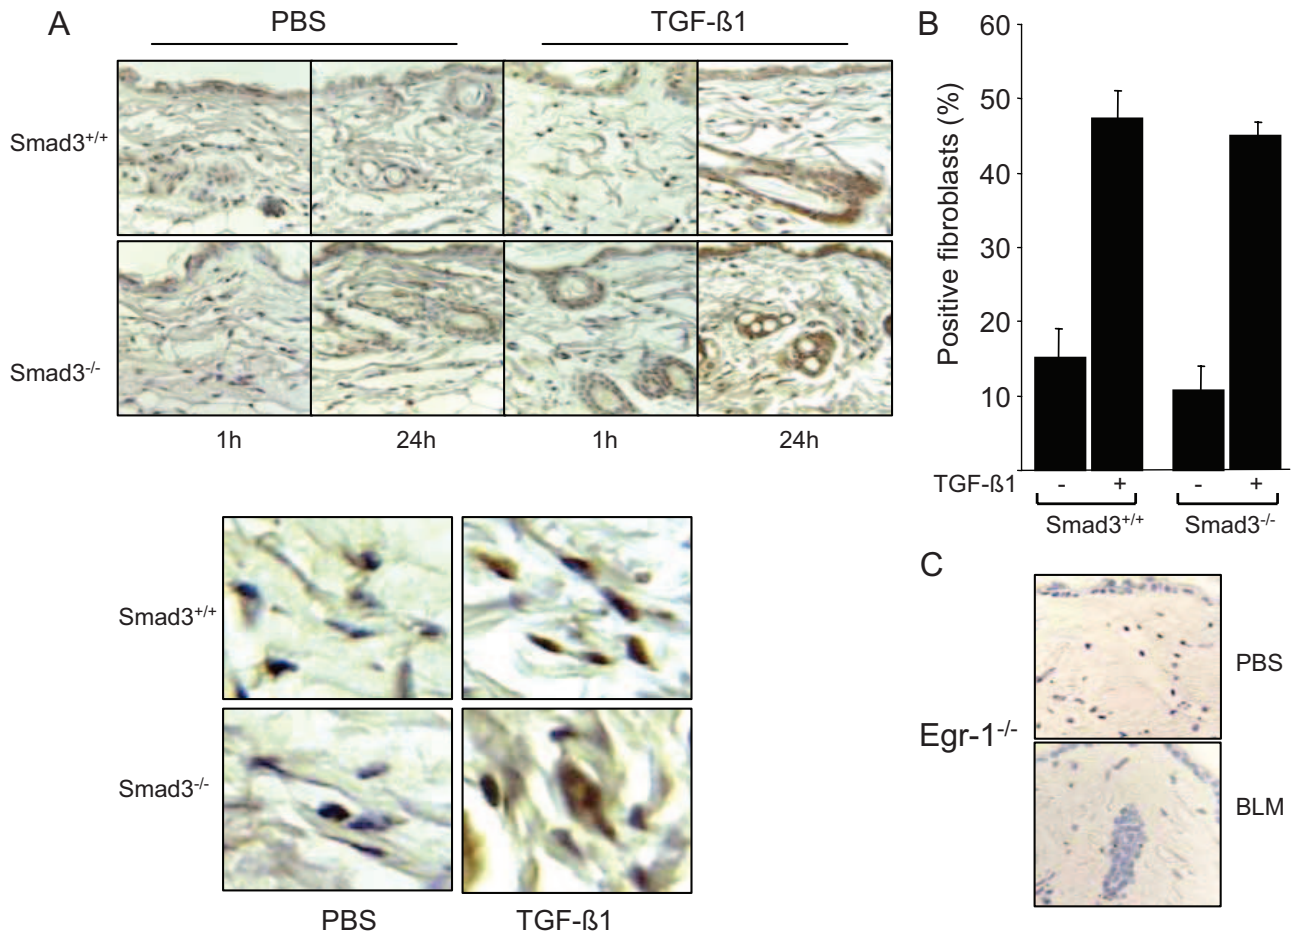 A
PBS
TGF-ß1
Smad3+/+
Smad3-/-
1h
24h
1h
24h
Smad3+/+
Smad3-/-
PBS
TGF-ß1
B
Positive fibroblasts (%)
60
50
40
30
20
10
TGF-ß1
-
+
-
+
Smad3+/+
Smad3-/-
C
Egr-1-/-
PBS
BLM